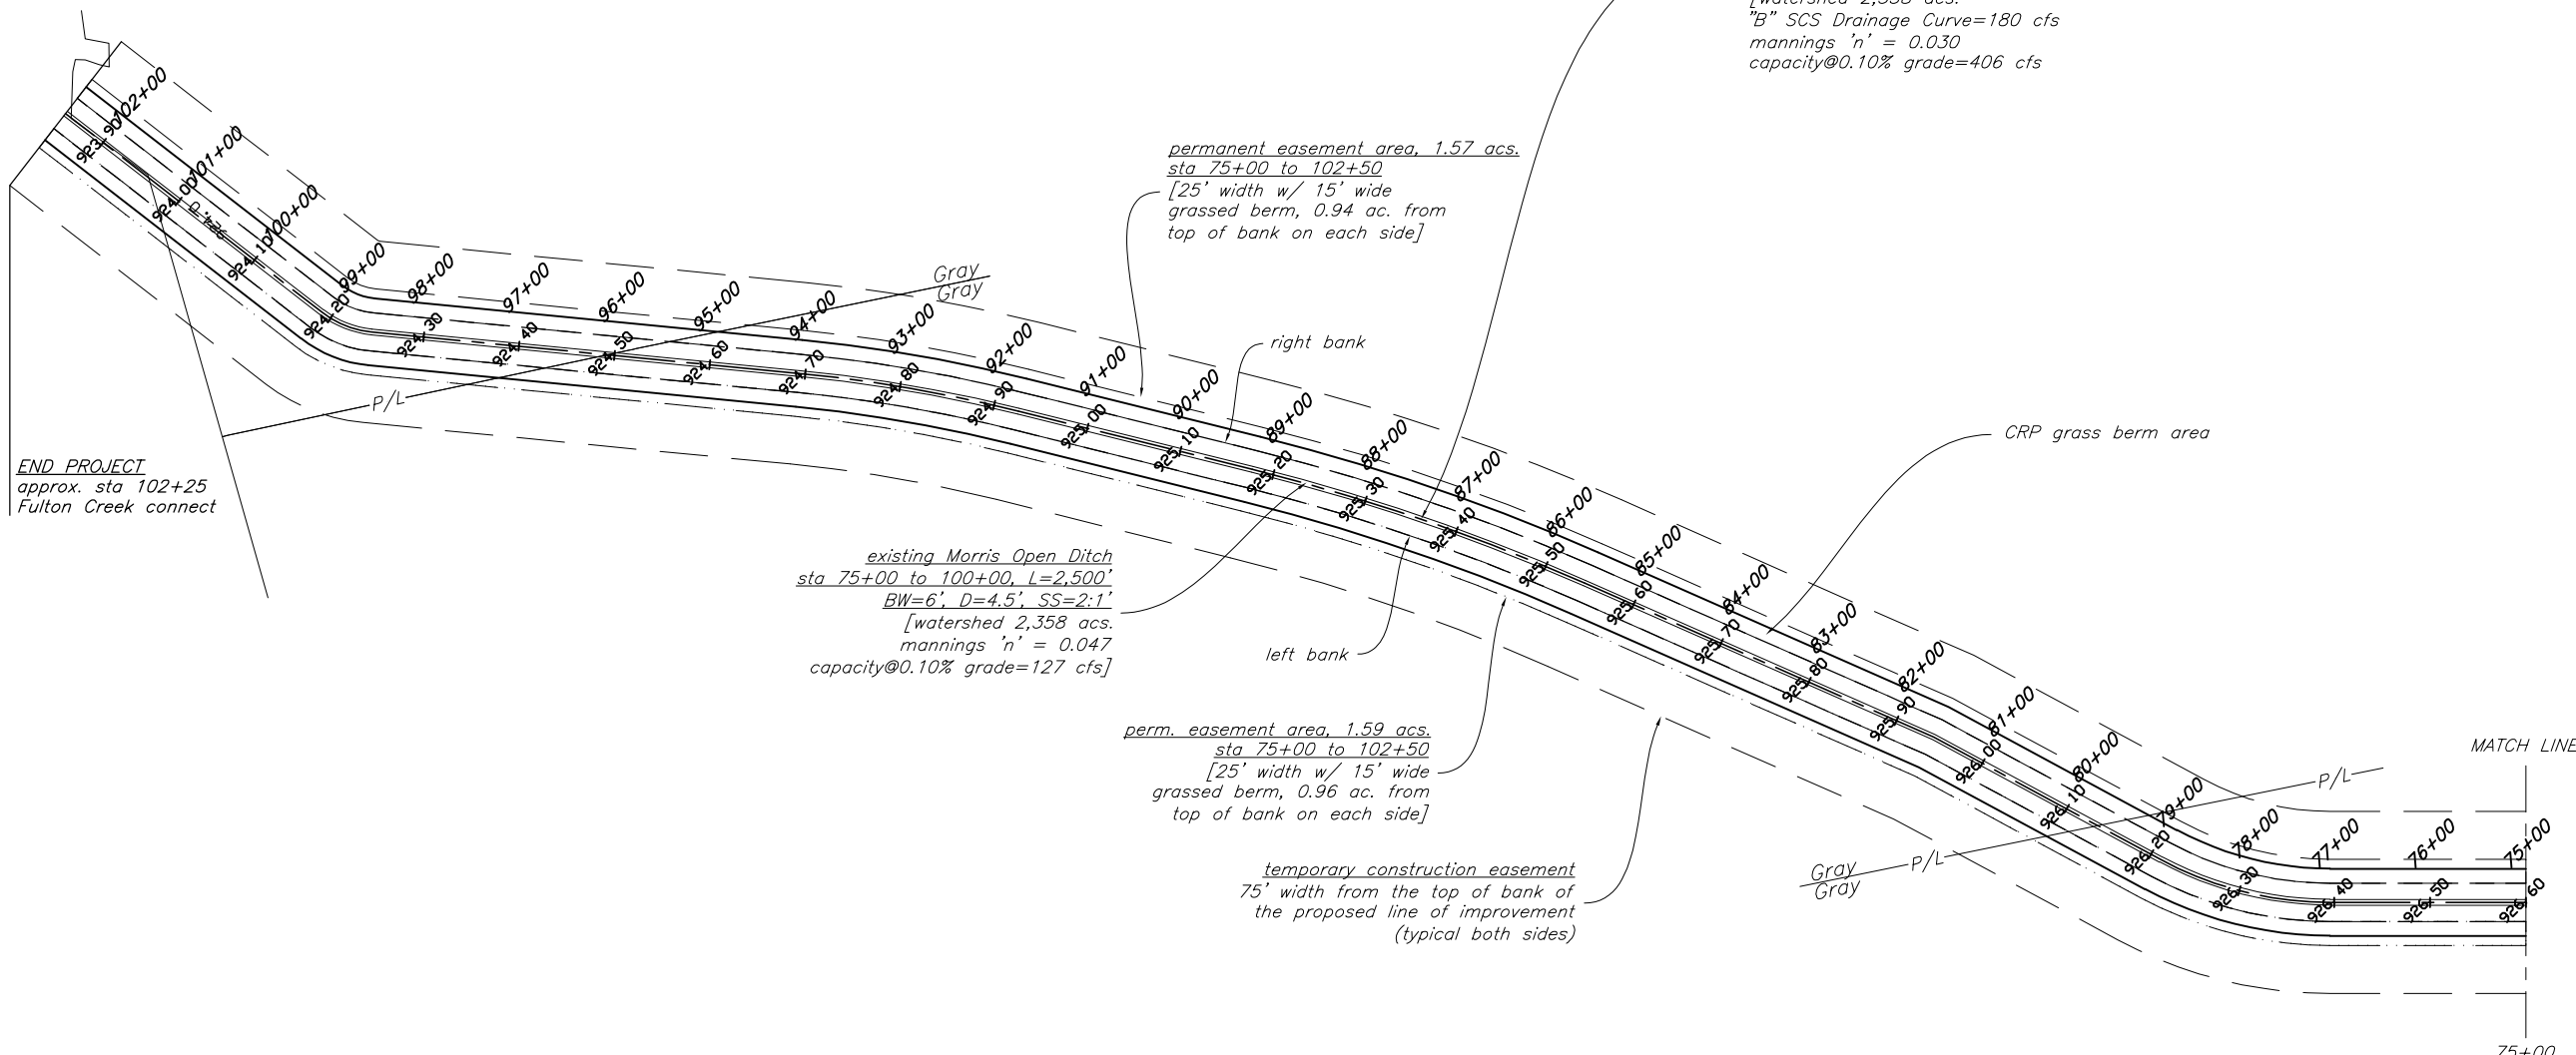 "B" SCS Drainage Curve=180 cfs
mannings 'n' = 0.030
capacity@0.10% grade=406 cfs
permanent easement area, 1.57 acs.
sta 75+00 to 102+50
[25' width w/ 15' wide
grassed berm, 0.94 ac. from
top of bank on each side]
102+00
101+00
100+00
99+00
98+00
97+00
96+00
95+00
94+00
93+00
92+00
91+00
90+00
89+00
88+00
87+00
86+00
85+00
84+00
83+00
82+00
81+00
80+00
79+00
78+00
77+00
76+00
75+00
923.90
924.00
924.10
924.20
924.30
924.40
924.50
924.60
924.70
924.80
924.90
925.00
925.10
925.20
925.30
925.40
925.50
925.60
925.70
925.80
925.90
926.00
926.10
926.20
926.30
926.40
926.50
926.60
Gray
Gray
P/L
right bank
CRP grass berm area
END PROJECT
approx. sta 102+25
Fulton Creek connect
existing Morris Open Ditch
sta 75+00 to 100+00, L=2,500'
BW=6', D=4.5', SS=2:1'
[watershed 2,358 acs.
mannings 'n' = 0.047
capacity@0.10% grade=127 cfs]
left bank
perm. easement area, 1.59 acs.
sta 75+00 to 102+50
[25' width w/ 15' wide
grassed berm, 0.96 ac. from
top of bank on each side]
MATCH LINE
P/L
temporary construction easement
75' width from the top of bank of
the proposed line of improvement
(typical both sides)
Gray
Gray
P/L
75+00